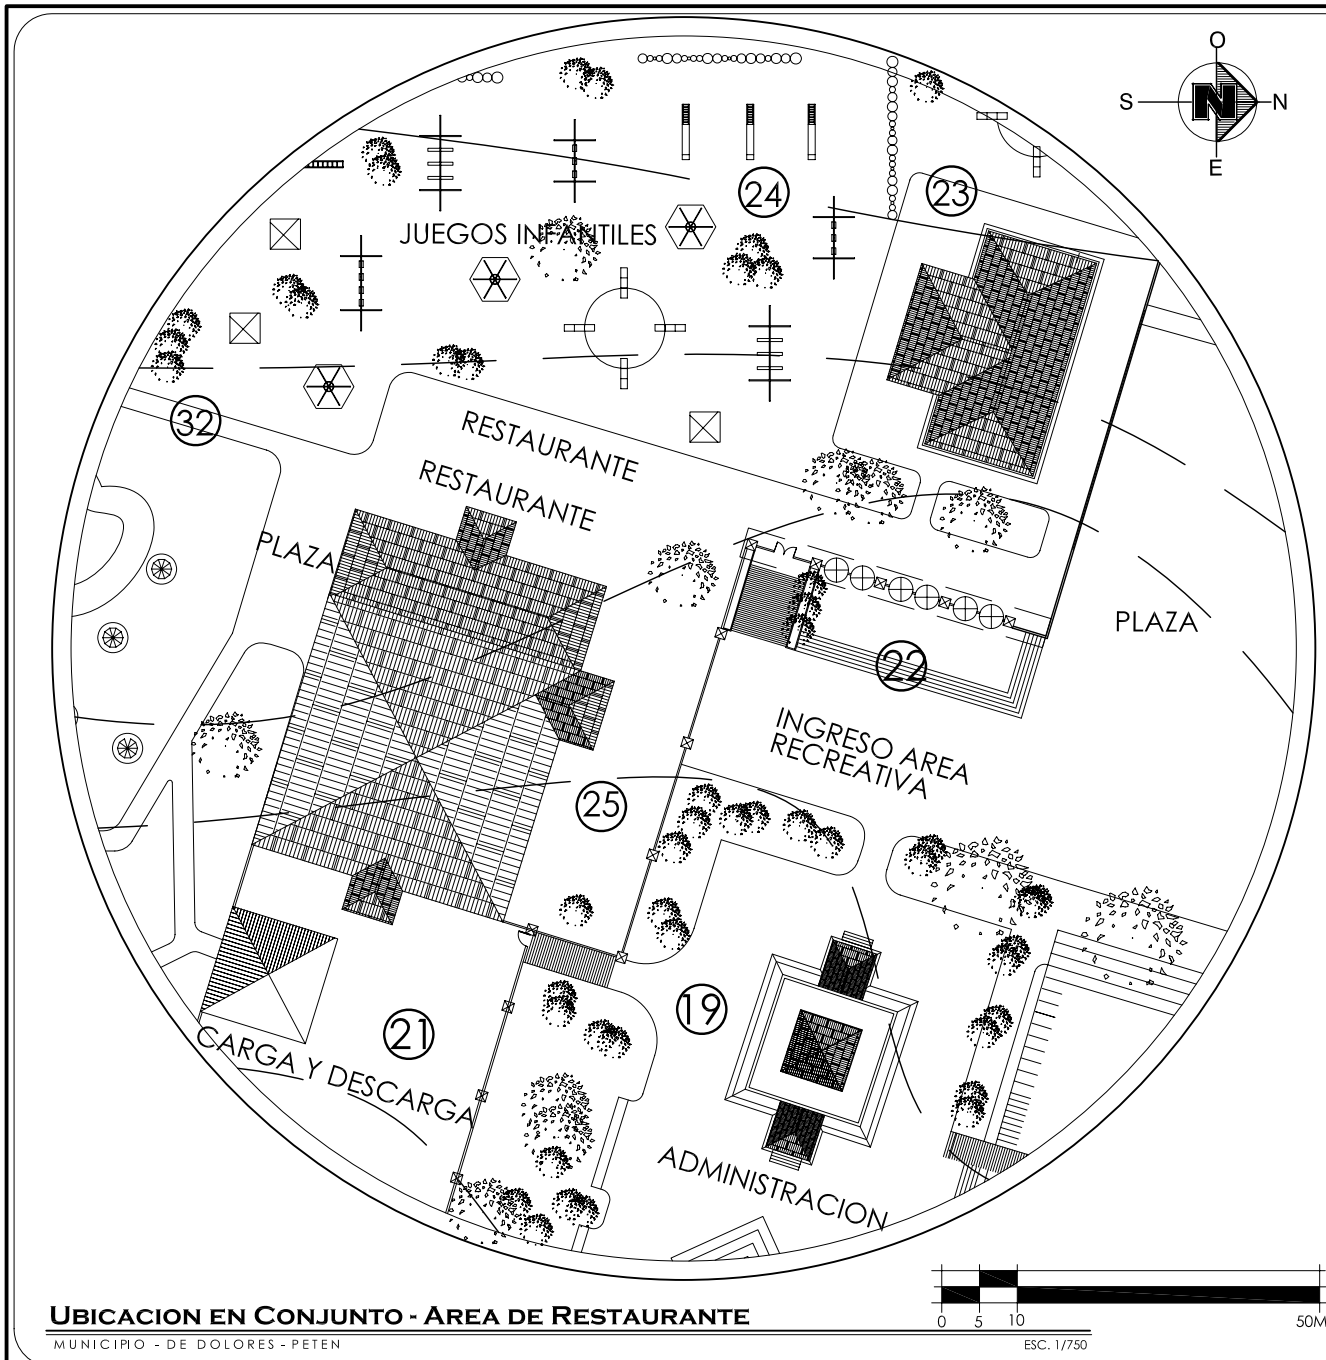 O
S N N
E
24
23
JUEGOS INFANTILES
32
RESTAURANTE
RESTAURANTE
PLAZA
PLAZA
22
INGRESO AREA
RECREATIVA
25
19
21
CARGA Y DESCARGA
ADMINISTRACION
UBICACION EN CONJUNTO - AREA DE RESTAURANTE
MUNICIPIO - DE DOLORES - PETEN
0 5 10 50M
ESC. 1/750